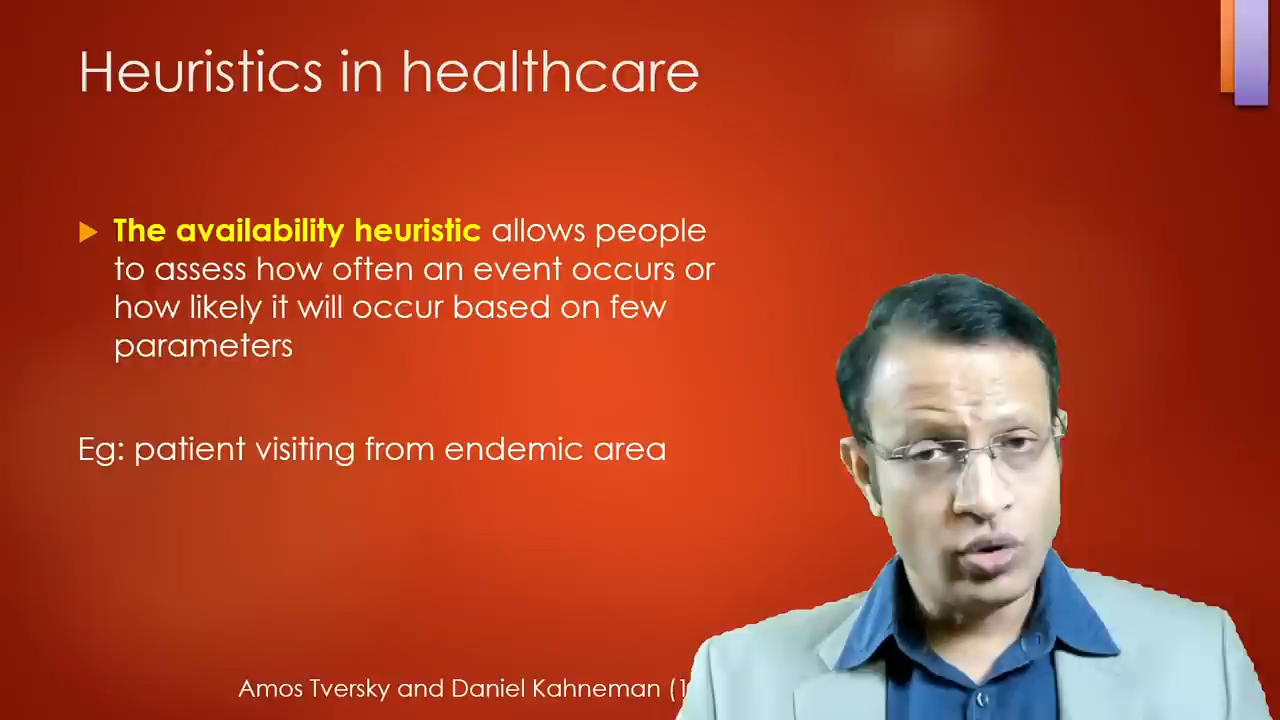 Heuristics in healthcare
The availability heuristic allows people
to assess how often an event occurs or
how likely it will occur based on few
parameters
Eg: patient visiting from endemic area
Amos Tversky and Daniel Kahneman